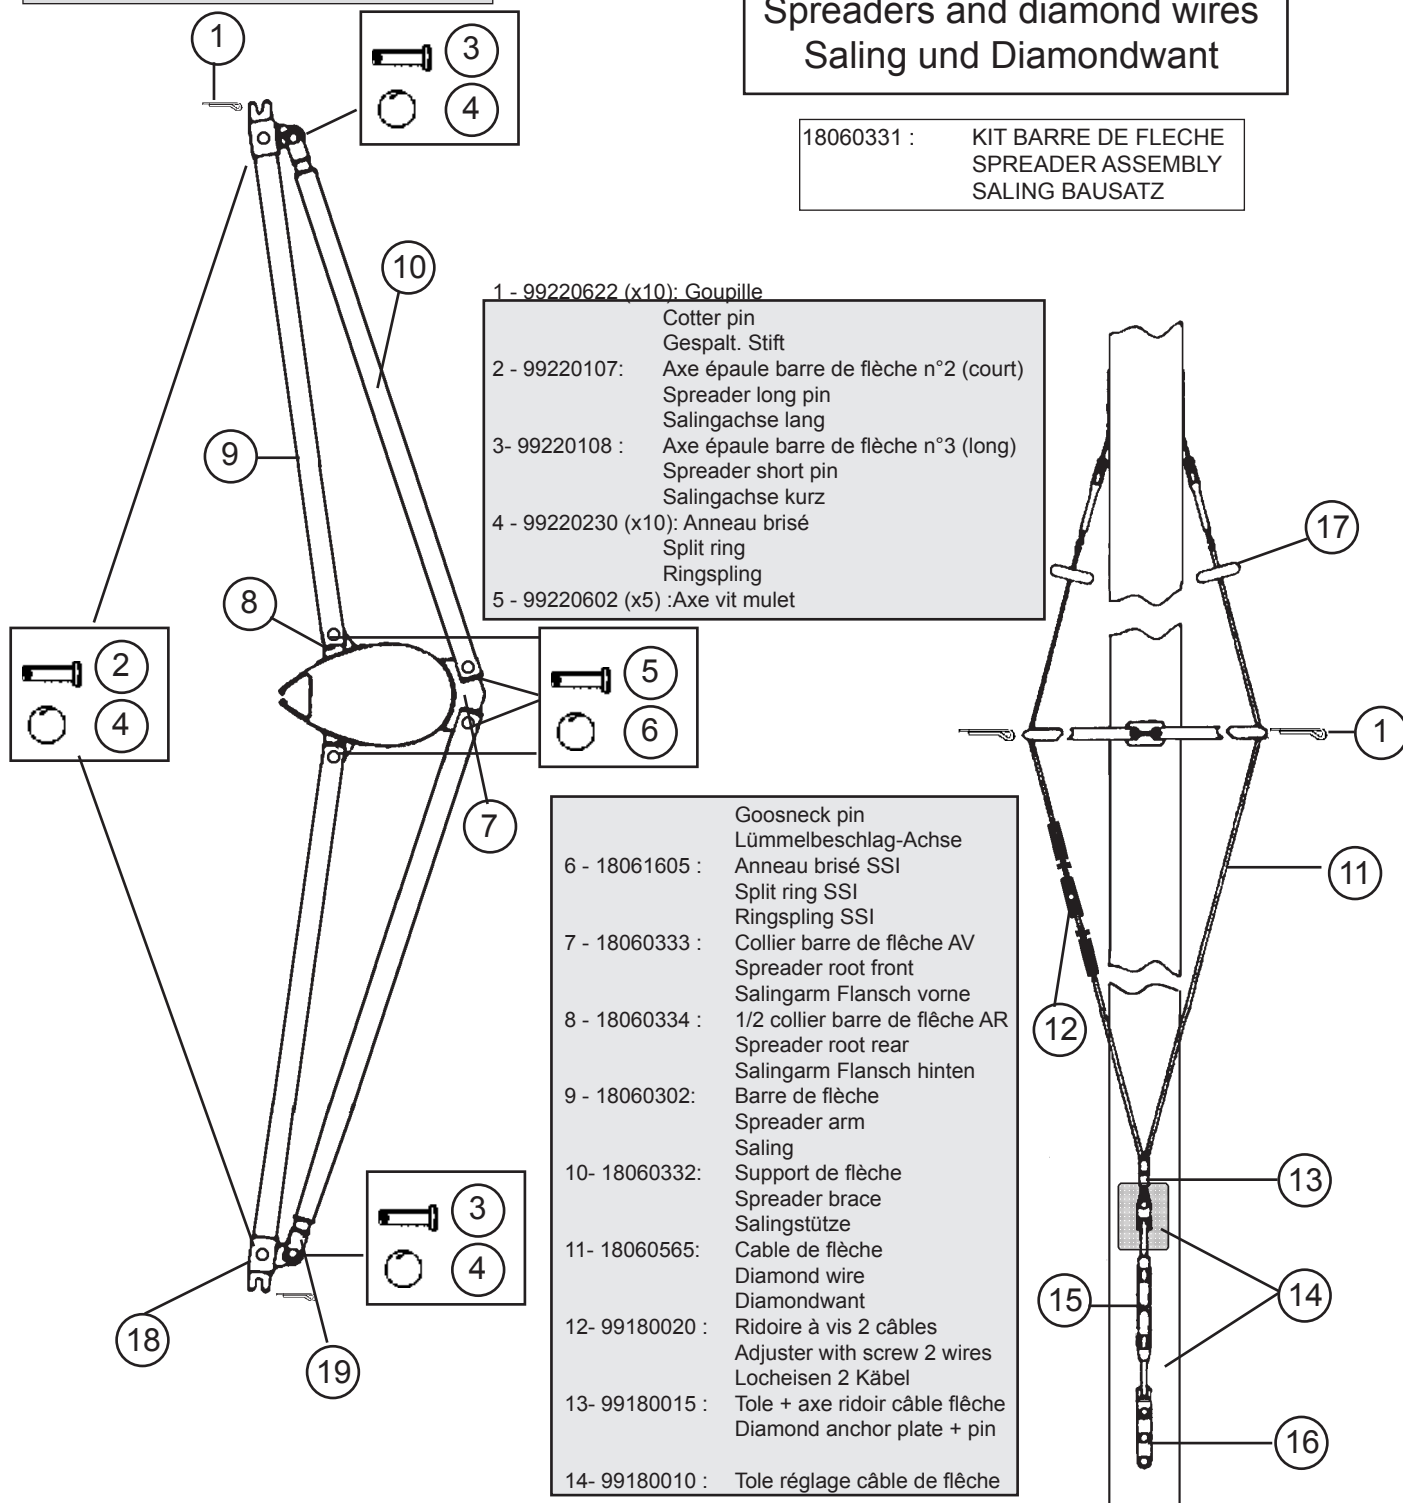 Spreaders and diamond wires
Saling und Diamondwant
18060331 : KIT BARRE DE FLECHE
SPREADER ASSEMBLY
SALING BAUSATZ
1
3
4
10
9
8
2
4
5
6
7
3
4
18
19
1 - 99220622 (x10): Goupille
Cotter pin
Gespalt. Stift
2 - 99220107: Axe épaule barre de flèche n°2 (court)
Spreader long pin
Salingachse lang
3- 99220108 : Axe épaule barre de flèche n°3 (long)
Spreader short pin
Salingachse kurz
4 - 99220230 (x10): Anneau brisé
Split ring
Ringspling
5 - 99220602 (x5) :Axe vit mulet
Goosneck pin
Lümmelbeschlag-Achse
6 - 18061605 : Anneau brisé SSI
Split ring SSI
Ringspling SSI
7 - 18060333 : Collier barre de flêche AV
Spreader root front
Salingarm Flansch vorne
8 - 18060334 : 1/2 collier barre de flêche AR
Spreader root rear
Salingarm Flansch hinten
9 - 18060302: Barre de flèche
Spreader arm
Saling
10- 18060332: Support de flèche
Spreader brace
Salingstütze
11- 18060565: Cable de flèche
Diamond wire
Diamondwant
12- 99180020 : Ridoire à vis 2 câbles
Adjuster with screw 2 wires
Locheisen 2 Käbel
13- 99180015 : Tole + axe ridoir câble flêche
Diamond anchor plate + pin
14- 99180010 : Tole réglage câble de flêche
17
1
11
12
13
14
15
16